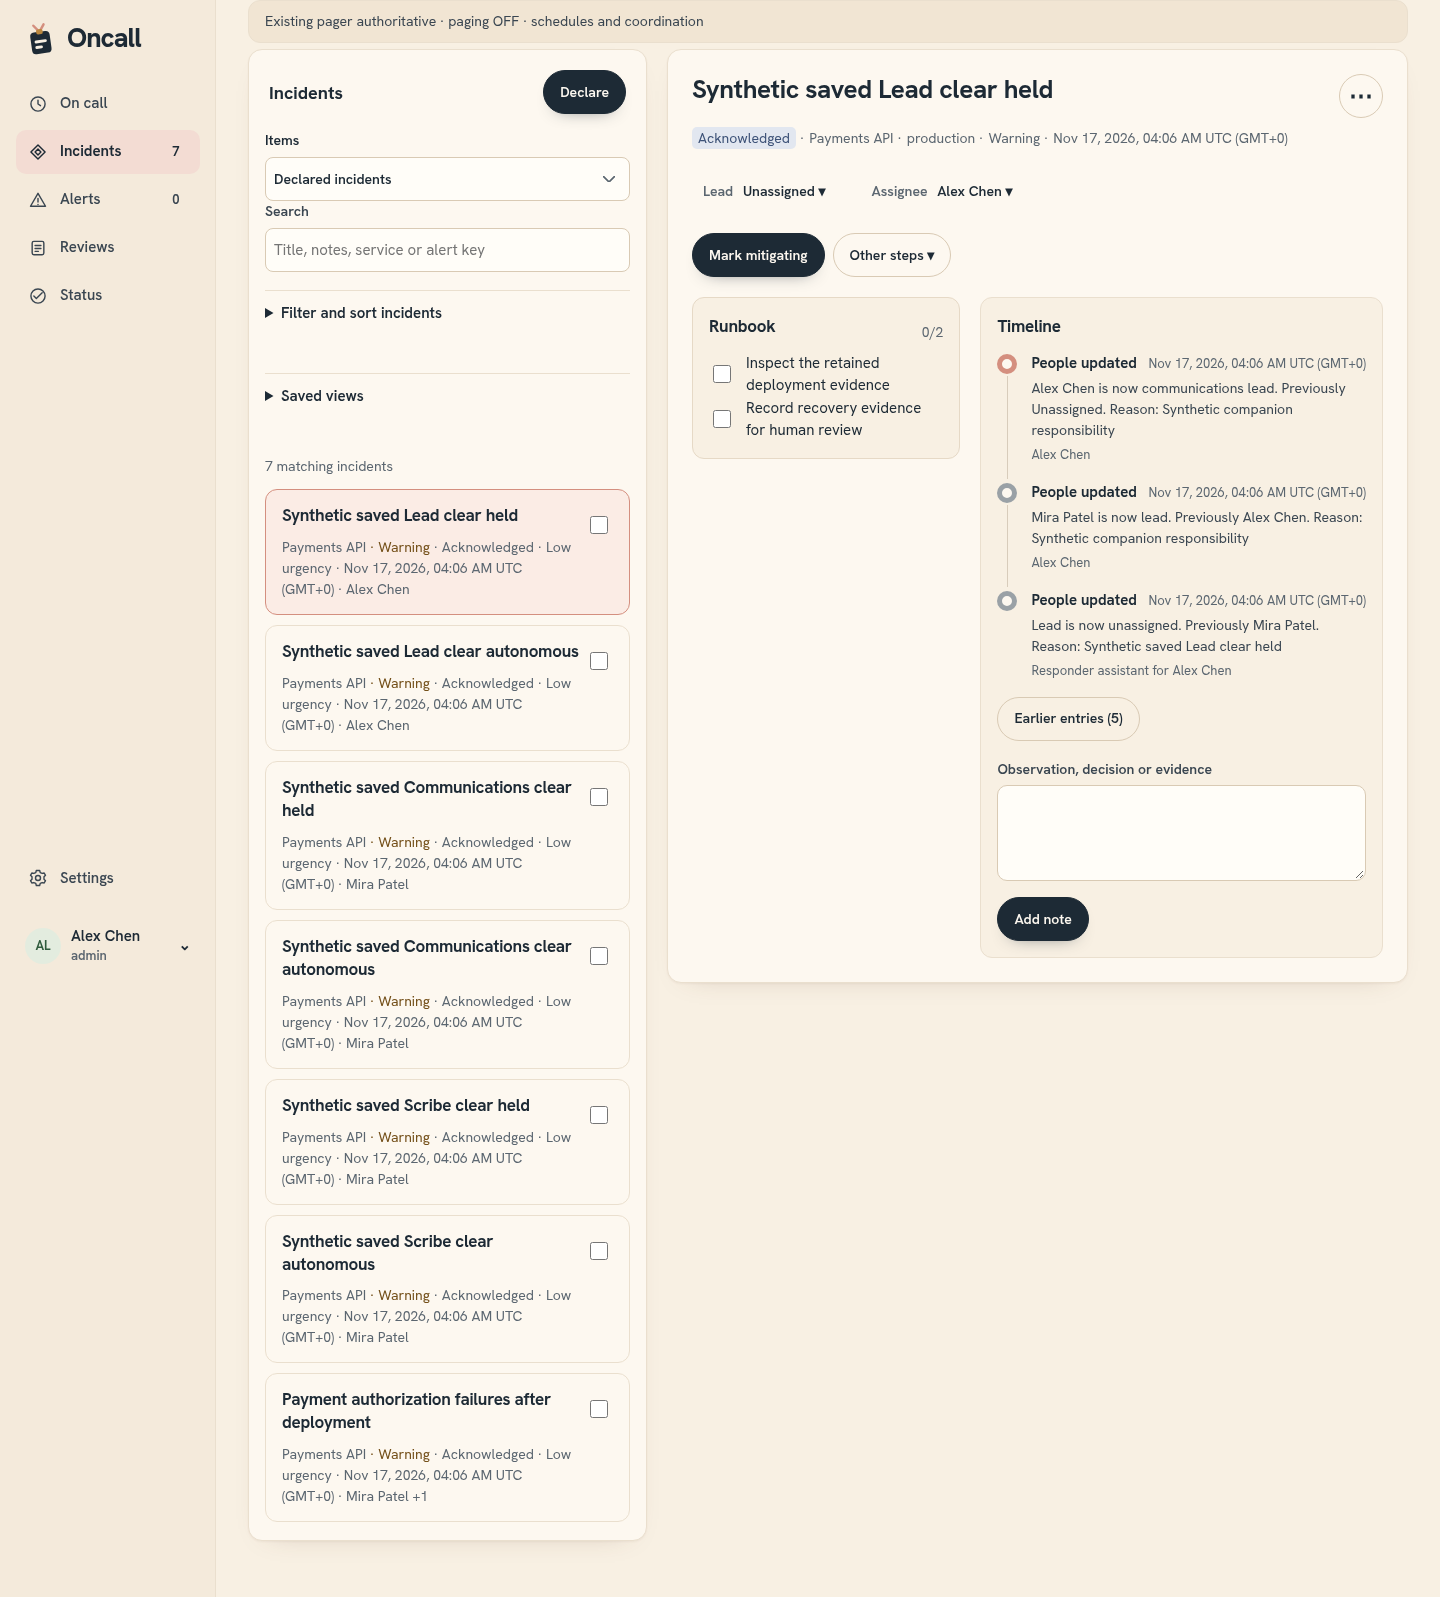 Oncall
On call
Incidents 7
Alerts 0
Reviews
Status
Settings
AL
Alex Chen
admin
Existing pager authoritative · paging OFF · schedules and coordination
Incidents
Declare
Items
Declared incidents
Search
Title, notes, service or alert key
Filter and sort incidents
Saved views
7 matching incidents
Synthetic saved Lead clear held
Payments API · Warning · Acknowledged · Low
urgency · Nov 17, 2026, 04:06 AM UTC
(GMT+0) · Alex Chen
Synthetic saved Lead clear autonomous
Payments API · Warning · Acknowledged · Low
urgency · Nov 17, 2026, 04:06 AM UTC
(GMT+0) · Alex Chen
Synthetic saved Communications clear
held
Payments API · Warning · Acknowledged · Low
urgency · Nov 17, 2026, 04:06 AM UTC
(GMT+0) · Mira Patel
Synthetic saved Communications clear
autonomous
Payments API · Warning · Acknowledged · Low
urgency · Nov 17, 2026, 04:06 AM UTC
(GMT+0) · Mira Patel
Synthetic saved Scribe clear held
Payments API · Warning · Acknowledged · Low
urgency · Nov 17, 2026, 04:06 AM UTC
(GMT+0) · Mira Patel
Synthetic saved Scribe clear
autonomous
Payments API · Warning · Acknowledged · Low
urgency · Nov 17, 2026, 04:06 AM UTC
(GMT+0) · Mira Patel
Payment authorization failures after
deployment
Payments API · Warning · Acknowledged · Low
urgency · Nov 17, 2026, 04:06 AM UTC
(GMT+0) · Mira Patel +1
Synthetic saved Lead clear held
Acknowledged · Payments API · production · Warning · Nov 17, 2026, 04:06 AM UTC (GMT+0)
Lead Unassigned ▾ Assignee Alex Chen ▾
Mark mitigating
Other steps ▾
Runbook 0/2
Inspect the retained
deployment evidence
Record recovery evidence
for human review
Timeline
People updated Nov 17, 2026, 04:06 AM UTC (GMT+0)
Alex Chen is now communications lead. Previously
Unassigned. Reason: Synthetic companion
responsibility
Alex Chen
People updated Nov 17, 2026, 04:06 AM UTC (GMT+0)
Mira Patel is now lead. Previously Alex Chen. Reason:
Synthetic companion responsibility
Alex Chen
People updated Nov 17, 2026, 04:06 AM UTC (GMT+0)
Lead is now unassigned. Previously Mira Patel.
Reason: Synthetic saved Lead clear held
Responder assistant for Alex Chen
Earlier entries (5)
Observation, decision or evidence
Add note